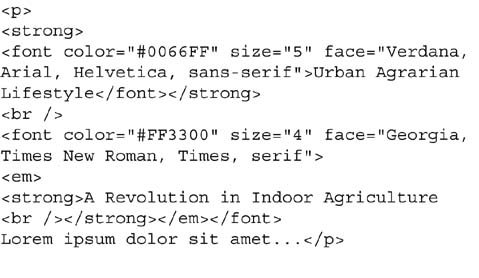 <p>
<strong>
<font color="#0066FF" size="5" face="Verdana,
Arial, Helvetica, sans-serif">Urban Agrarian
Lifestyle</font></strong>
<br />
<font color="#FF3300" size="4" face="Georgia,
Times New Roman, Times, serif">
<em>
<strong>A Revolution in Indoor Agriculture
<br /></strong></em></font>
Lorem ipsum dolor sit amet...</p>